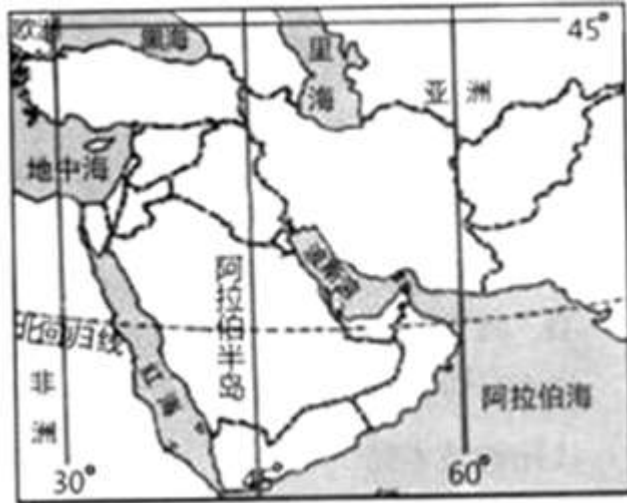 欧洲
黑海
里海
45°
亚洲
地中海
波斯湾
阿拉伯半岛
北回归线
红海
非洲
阿拉伯海
30°
45°
60°